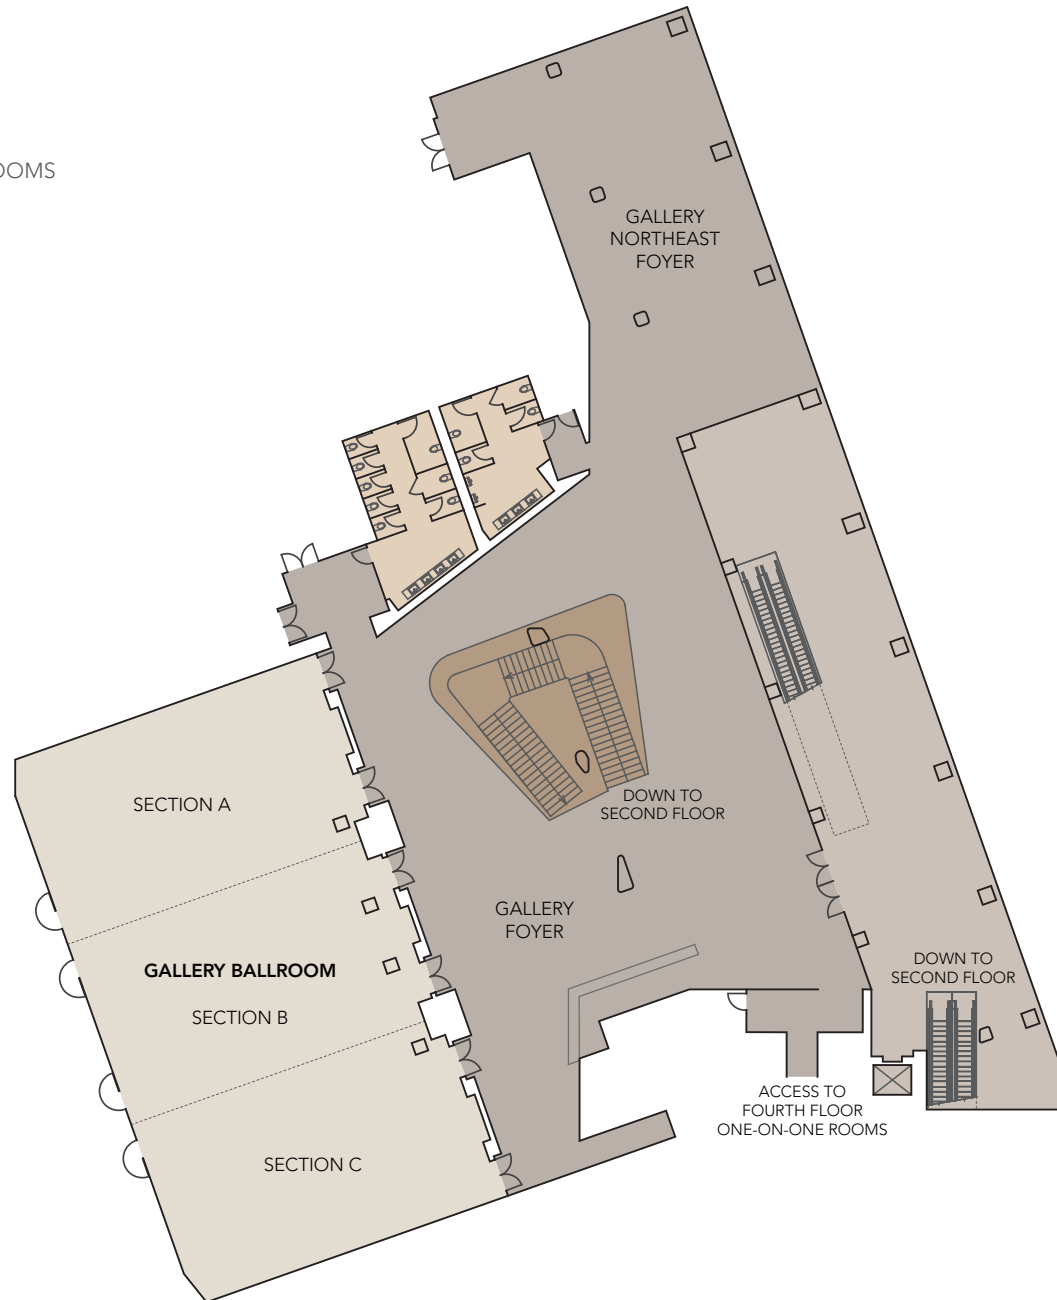 GALLERY
NORTHEAST
FOYER
SECTION A
DOWN TO
SECOND FLOOR
GALLERY
FOYER
GALLERY BALLROOM
SECTION B
DOWN TO
SECOND FLOOR
ACCESS TO
FOURTH FLOOR
ONE-ON-ONE ROOMS
SECTION C